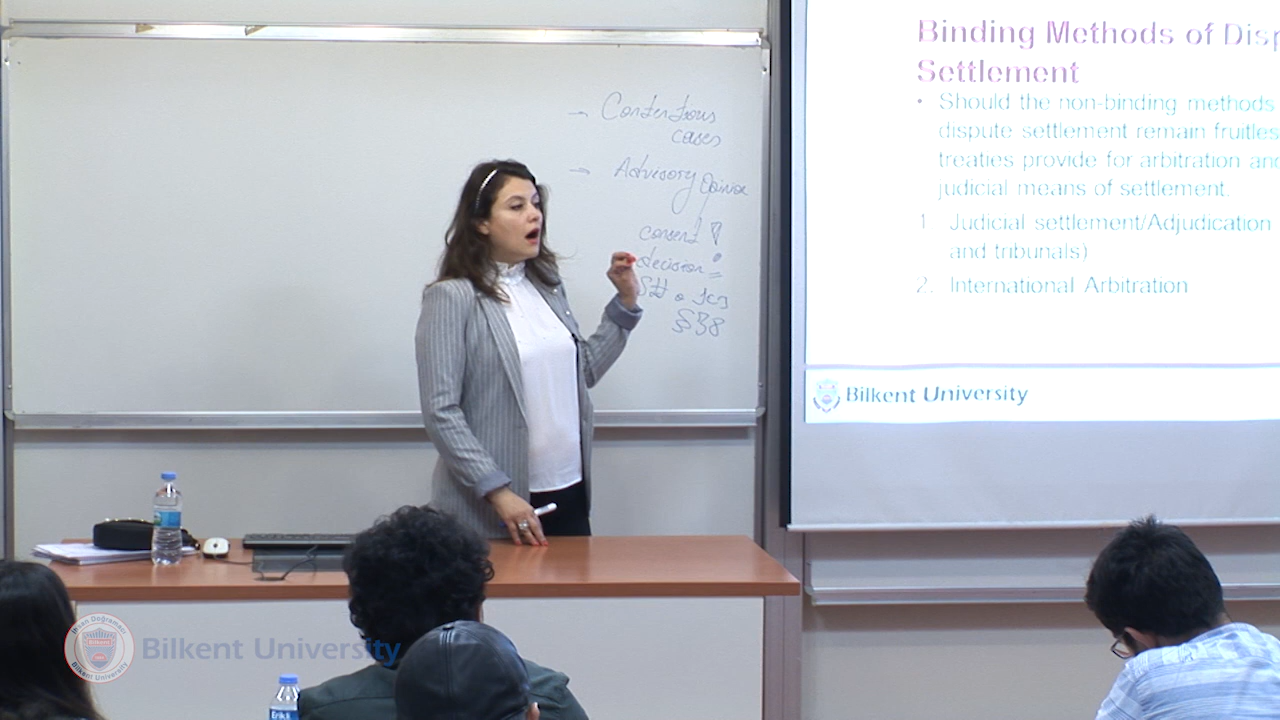 → Contentious
cases
→ Advisory Opinion
consent !
decision =
§38
Binding Methods of Disp
Settlement
• Should the non-binding methods
dispute settlement remain fruitles
treaties provide for arbitration and
judicial means of settlement.
1. Judicial settlement/Adjudication
and tribunals)
2. International Arbitration
Bilkent University
Bilkent University
Erikli